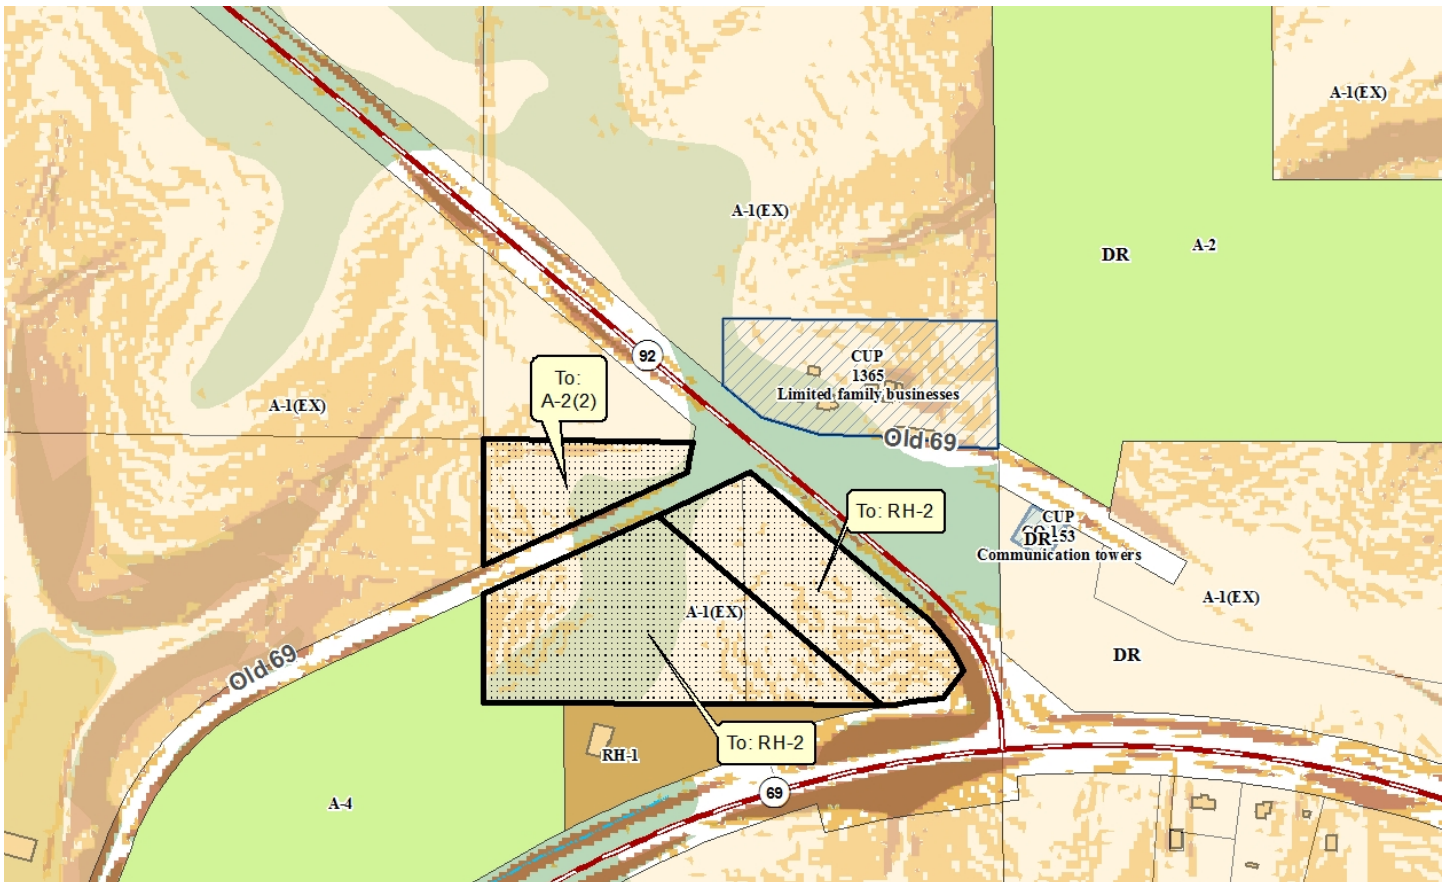 A-1(EX)
A-1(EX)
DR
A-2
92
CUP
1365
Limited family businesses
To:
A-2(2)
A-1(EX)
Old 69
To: RH-2
CUP
DR
Communication towers
A-1(EX)
A-1(EX)
DR
Old 69
To: RH-2
RH-1
69
A-4